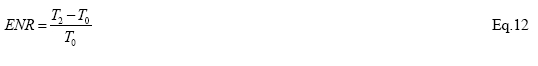 ENR = (T₂ − T₀) / T₀ Eq.12